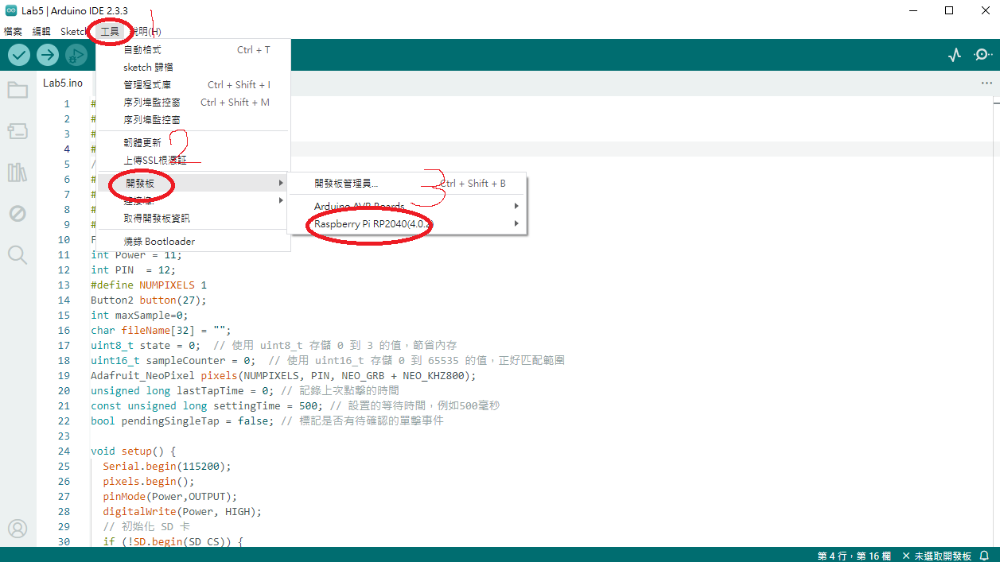 Lab5 | Arduino IDE 2.3.3
檔案 編輯 Sketch 工具 說明(H)
1
自動格式 Ctrl + T
sketch 歸檔
管理程式庫 Ctrl + Shift + I
序列埠監控窗 Ctrl + Shift + M
序列埠監控窗
韌體更新
2
上傳SSL根憑証
開發板
連接埠:
取得開發板資訊
燒錄 Bootloader
開發板管理員... Ctrl + Shift + B
3
Arduino AVR Boards
Raspberry Pi RP2040(4.0.2)
Lab5.ino
1 #
2 #
3 #
4 #
5 /
6 #
7 #
8 #
9 #
10 F
11 int Power = 11;
12 int PIN  = 12;
13 #define NUMPIXELS 1
14 Button2 button(27);
15 int maxSample=0;
16 char fileName[32] = "";
17 uint8_t state = 0;  // 使用 uint8_t 存儲 0 到 3 的值，節省內存
18 uint16_t sampleCounter = 0;  // 使用 uint16_t 存儲 0 到 65535 的值，正好匹配範圍
19 Adafruit_NeoPixel pixels(NUMPIXELS, PIN, NEO_GRB + NEO_KHZ800);
20 unsigned long lastTapTime = 0; // 記錄上次點擊的時間
21 const unsigned long settingTime = 500; // 設置的等待時間，例如500毫秒
22 bool pendingSingleTap = false; // 標記是否有待確認的單擊事件
23
24 void setup() {
25 Serial.begin(115200);
26 pixels.begin();
27 pinMode(Power,OUTPUT);
28 digitalWrite(Power, HIGH);
29 // 初始化 SD 卡
30 if (!SD.begin(SD_CS)) {
第 4 行，第 16 欄 ✕ 未選取開發板